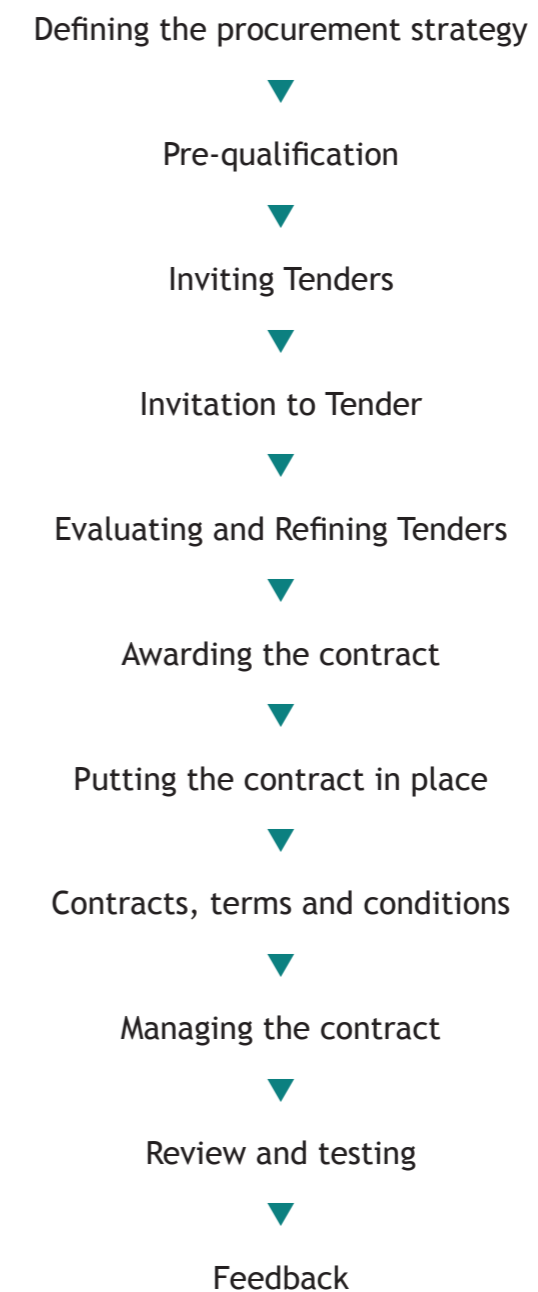 Defining the procurement strategy
Pre-qualification
Inviting Tenders
Invitation to Tender
Evaluating and Refining Tenders
Awarding the contract
Putting the contract in place
Contracts, terms and conditions
Managing the contract
Review and testing
Feedback